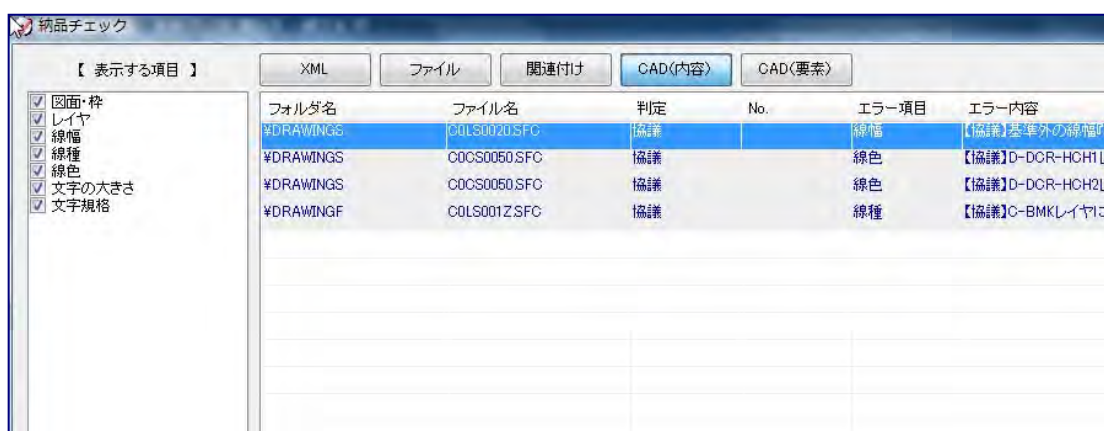 納品チェック
【 表示する項目 】
XML ファイル 関連付け CAD(内容) CAD(要素)
図面・枠
レイヤ
線幅
線種
線色
文字の大きさ
文字規格
フォルダ名 ファイル名 判定 No. エラー項目 エラー内容
¥DRAWINGS C0LS0020.SFC 協議 線幅 【協議】基準外の線幅
¥DRAWINGS C0CS0050.SFC 協議 線色 【協議】D-DCR-HCH1
¥DRAWINGS C0CS0050.SFC 協議 線色 【協議】D-DCR-HCH2
¥DRAWINGF C0LS001Z.SFC 協議 線種 【協議】C-BMKレイヤに